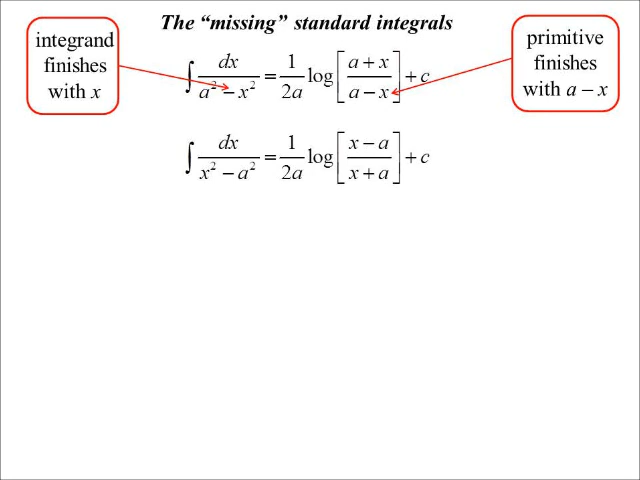 The “missing” standard integrals
integrand
finishes
with x
∫ dx / (a² – x²) = 1/2a log [ (a + x) / (a – x) ] + c
primitive
finishes
with a – x
∫ dx / (x² – a²) = 1/2a log [ (x – a) / (x + a) ] + c